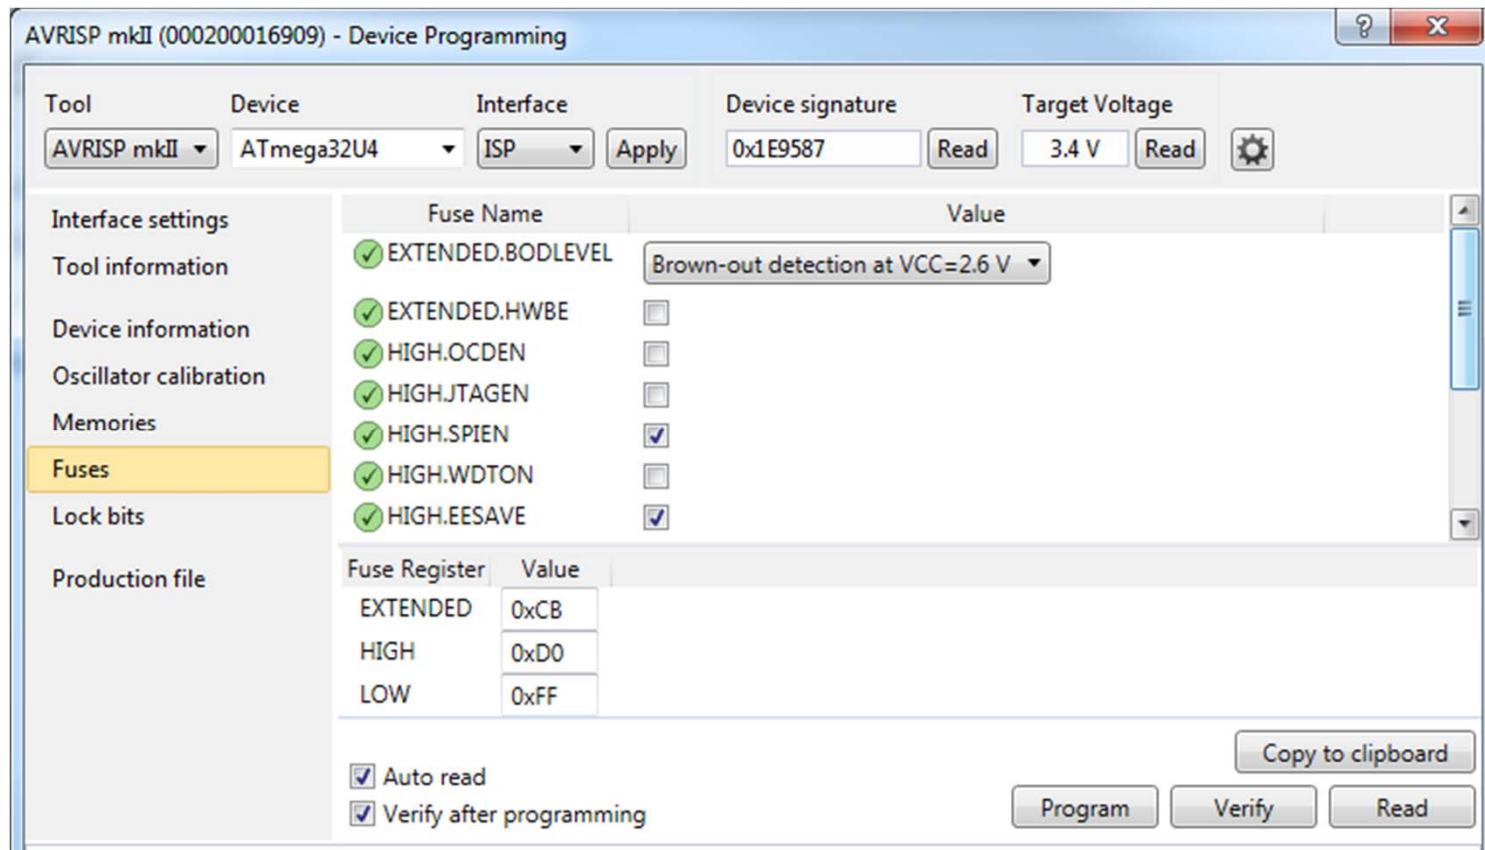 AVRISP mkII (000200016909) - Device Programming
Tool Device Interface Device signature Target Voltage
AVRISP mkII ATmega32U4 ISP Apply 0x1E9587 Read 3.4 V Read
Interface settings
Tool information
Device information
Oscillator calibration
Memories
Fuses
Lock bits
Production file
Fuse Name Value
EXTENDED.BODLEVEL Brown-out detection at VCC=2.6 V
EXTENDED.HWBE
HIGH.OCDEN
HIGH.JTAGEN
HIGH.SPIEN
HIGH.WDTON
HIGH.EESAVE
Fuse Register Value
EXTENDED 0xCB
HIGH 0xD0
LOW 0xFF
Copy to clipboard
Auto read
Verify after programming
Program Verify Read